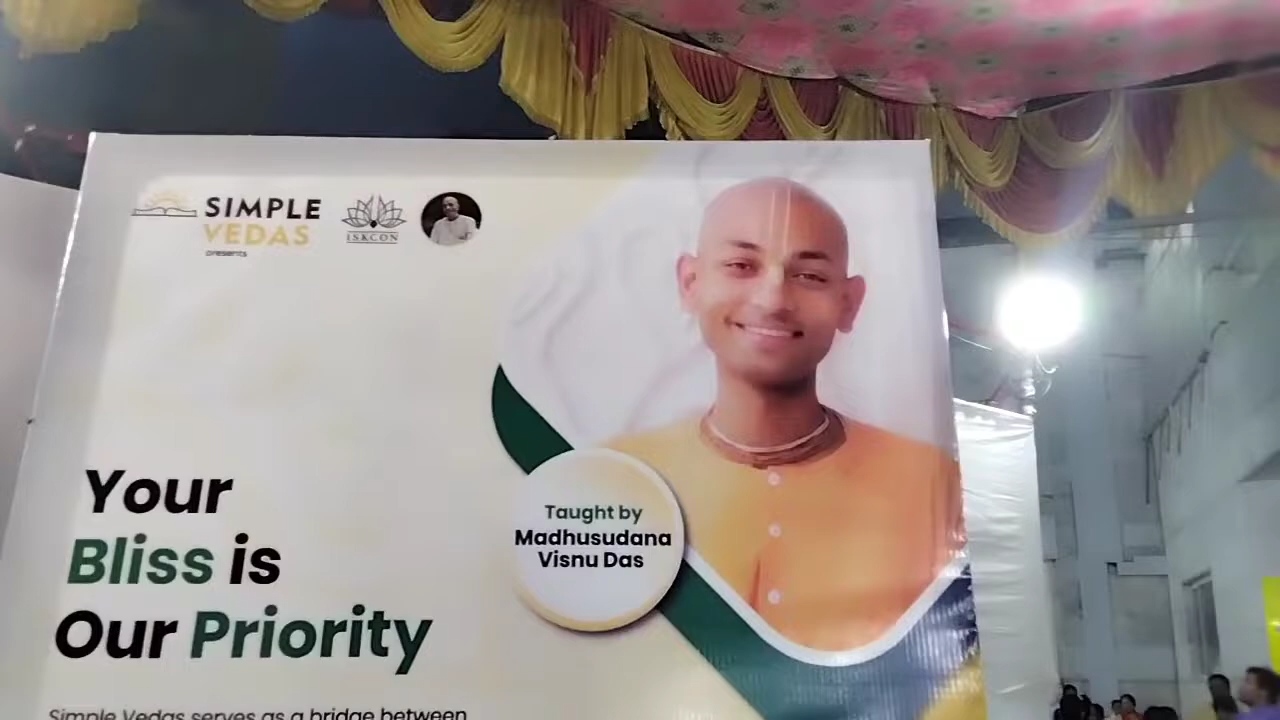 SIMPLE
VEDAS
presents
ISKCON
Your
Bliss is
Our Priority
Taught by
Madhusudana
Visnu Das
Simple Vedas serves as a bridge between